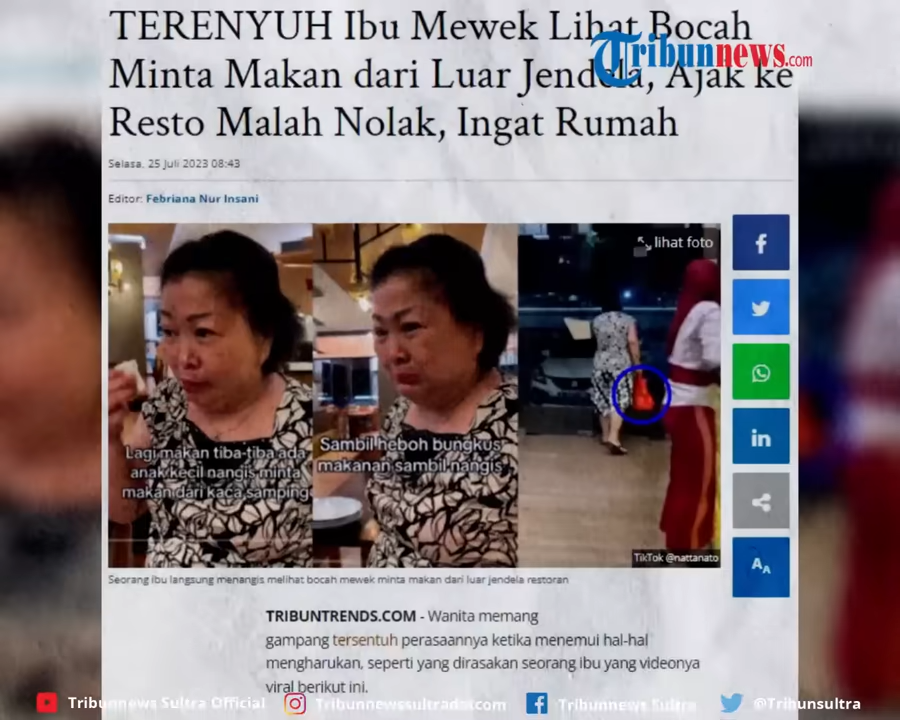 TERENYUH Ibu Mewek Lihat Bocah
Tribunnews.com
Minta Makan dari Luar Jendela, Ajak ke
Resto Malah Nolak, Ingat Rumah
Selasa, 25 Juli 2023 08:43
Editor: Febriana Nur Insani
lihat foto
Lagi makan tiba-tiba ada
anak kecil nangis minta
makan dari kaca samping
Sambil heboh bungkus
makanan sambil nangis
TikTok @nattanato
Seorang ibu langsung menangis melihat bocah mewek minta makan dari luar jendela restoran
TRIBUNTRENDS.COM - Wanita memang
gampang tersentuh perasaannya ketika menemui hal-hal
mengharukan, seperti yang dirasakan seorang ibu yang videonya
viral berikut ini.
Tribunnews Sultra Official
Tribunnews Sultra
@Tribunsultra